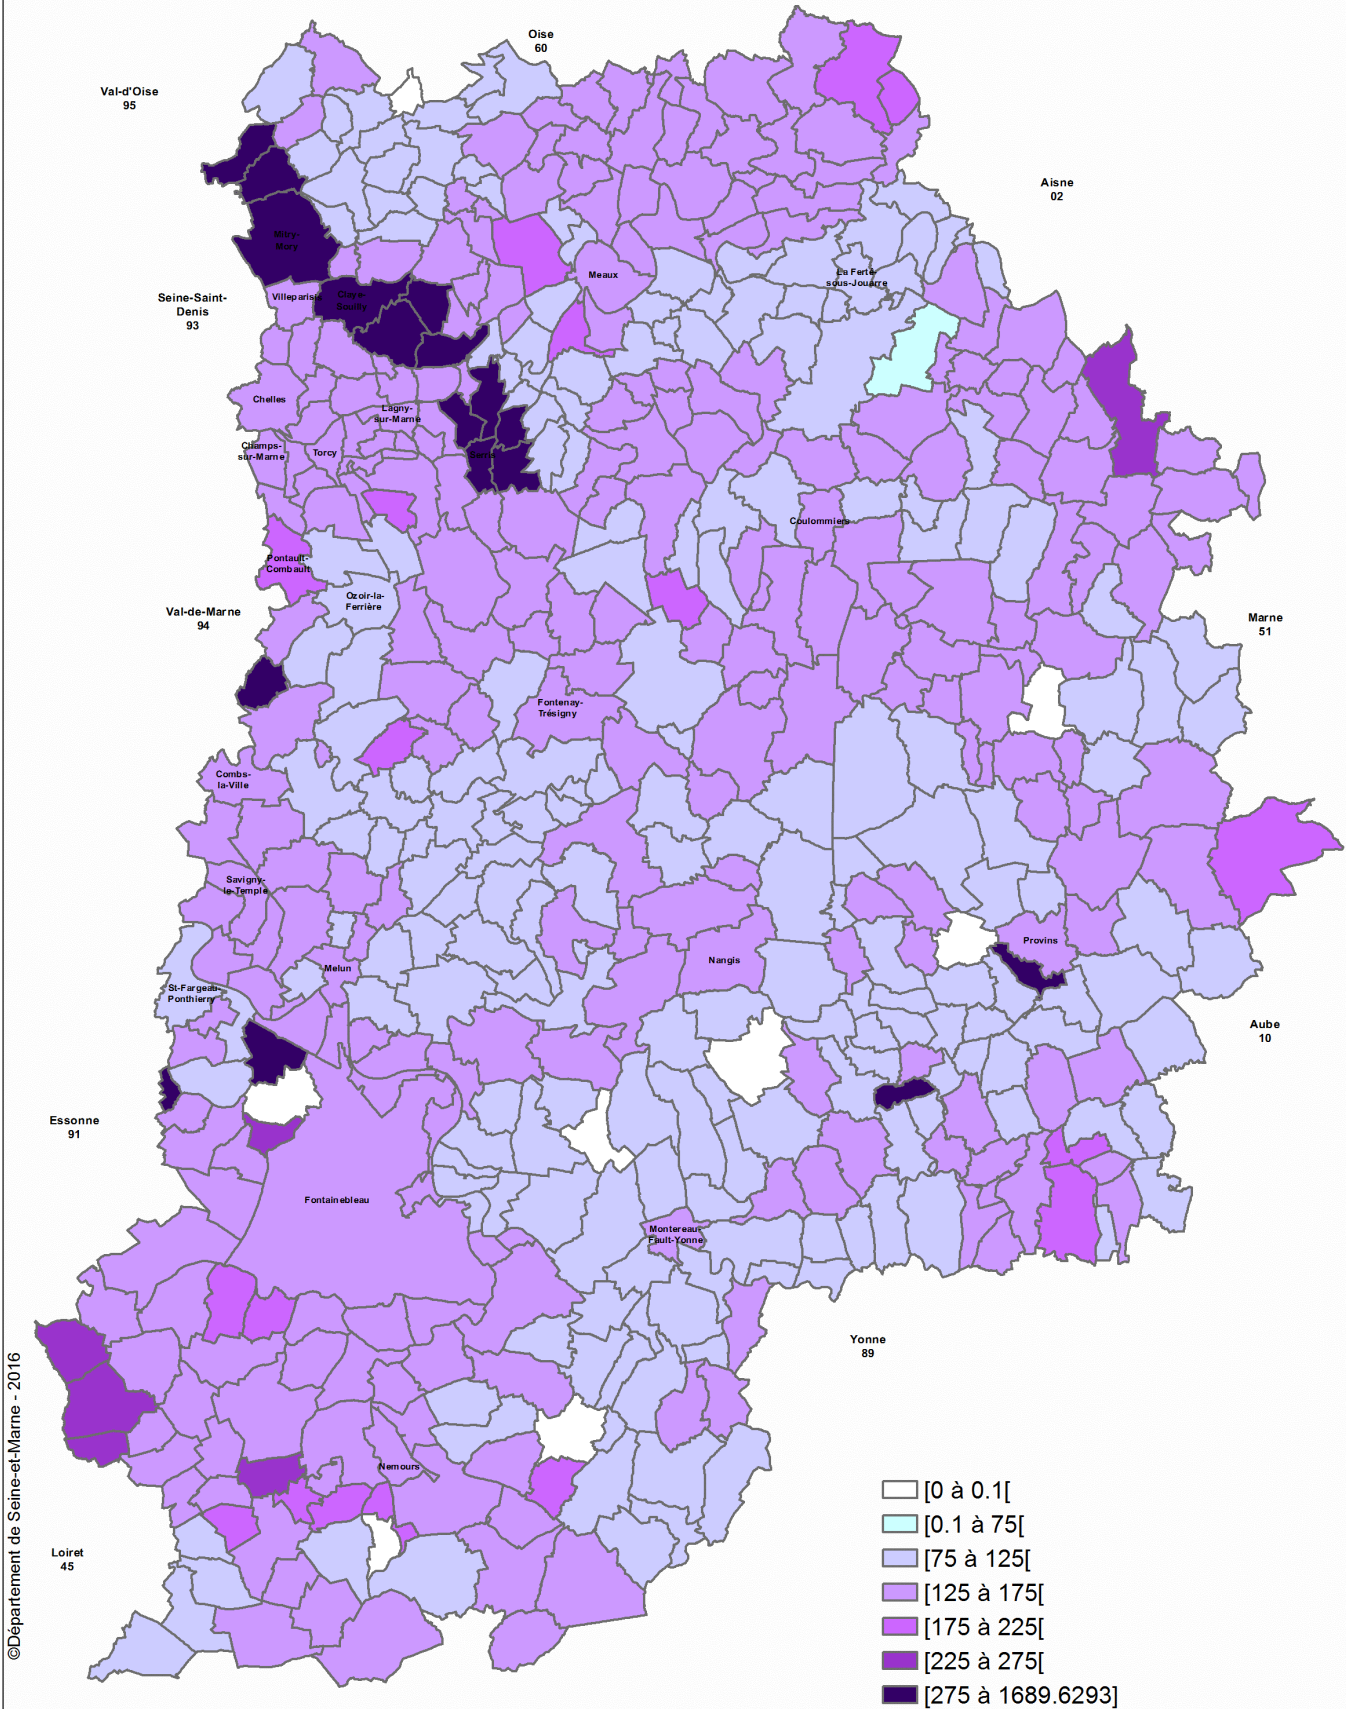 Oise
60
Val-d'Oise
95
Aisne
02
Mitry-
Mory
La Ferté-
sous-Jouarre
Meaux
Seine-Saint-
Denis
93
Villeparisis
Claye-
Souilly
Chelles
Lagny-
sur-Marne
Champs-
sur-Marne
Torcy
Serris
Coulommiers
Pontault-
Combault
Ozoir-la-
Ferrière
Val-de-Marne
94
Marne
51
Fontenay-
Trésigny
Combs-
la-Ville
Savigny-
le-Temple
Provins
Nangis
Melun
St-Fargeau-
Ponthierry
Aube
10
Essonne
91
Fontainebleau
Montereau-
Fault-Yonne
Yonne
89
Nemours
Loiret
45
©Département de Seine-et-Marne - 2016
[0 à 0.1[
[0.1 à 75[
[75 à 125[
[125 à 175[
[175 à 225[
[225 à 275[
[275 à 1689.6293]